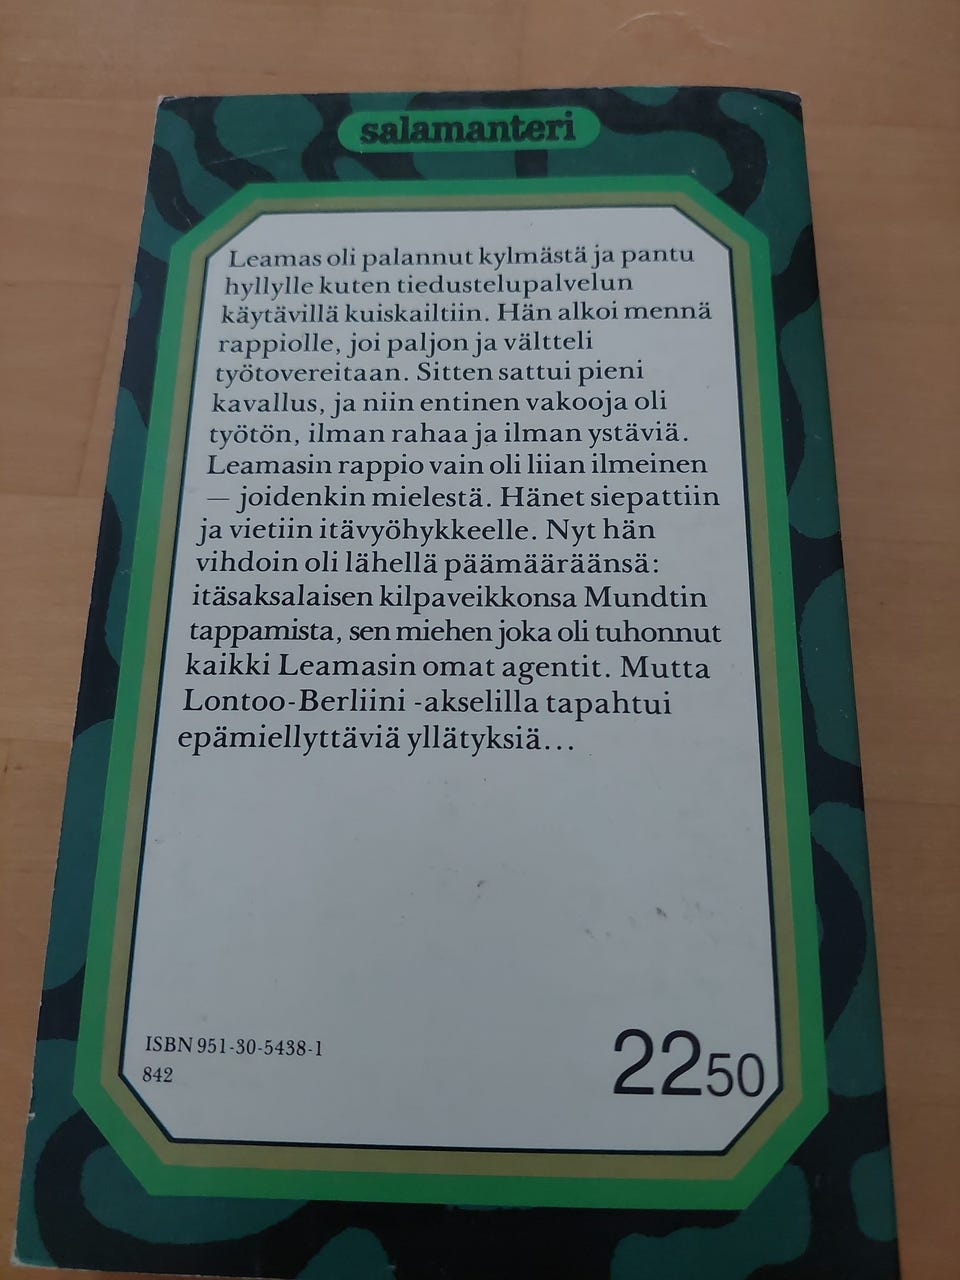 salamanteri
Leamas oli palannut kylmästä ja pantu
hyllylle kuten tiedustelupalvelun
käytävillä kuiskailtiin. Hän alkoi mennä
rappiolle, joi paljon ja vältteli
työtovereitaan. Sitten sattui pieni
kavallus, ja niin entinen vakooja oli
työtön, ilman rahaa ja ilman ystäviä.
Leamasin rappio vain oli liian ilmeinen
— joidenkin mielestä. Hänet siepattiin
ja vietiin itävyöhykkeelle. Nyt hän
vihdoin oli lähellä päämääräänsä:
itäsaksalaisen kilpaveikkonsa Mundtin
tappamista, sen miehen joka oli tuhonnut
kaikki Leamasin omat agentit. Mutta
Lontoo-Berliini -akselilla tapahtui
epämiellyttäviä yllätyksiä...
ISBN 951-30-5438-1
842
2250